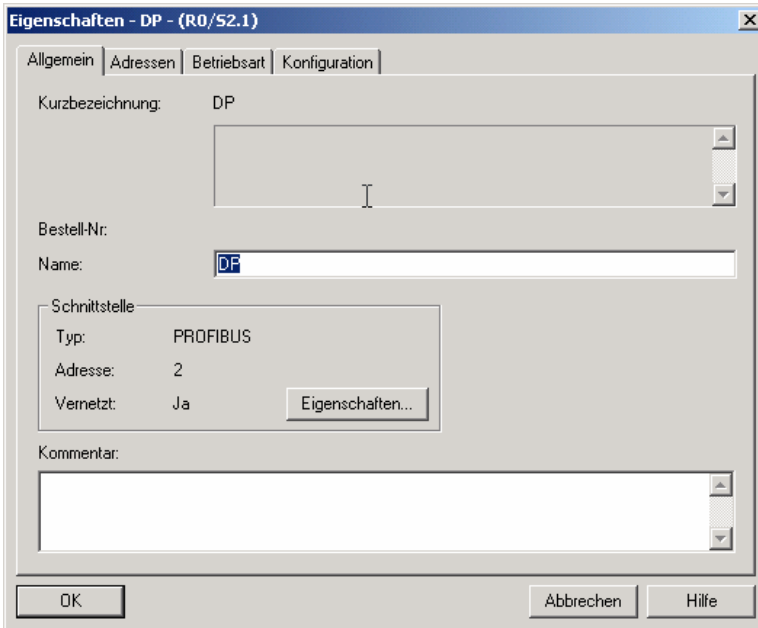 Eigenschaften - DP - (R0/S2.1)
Allgemein Adressen Betriebsart Konfiguration
Kurzbezeichnung: DP
Bestell-Nr:
Name: DP
Schnittstelle
Typ: PROFIBUS
Adresse: 2
Vernetzt: Ja Eigenschaften...
Kommentar:
OK Abbrechen Hilfe